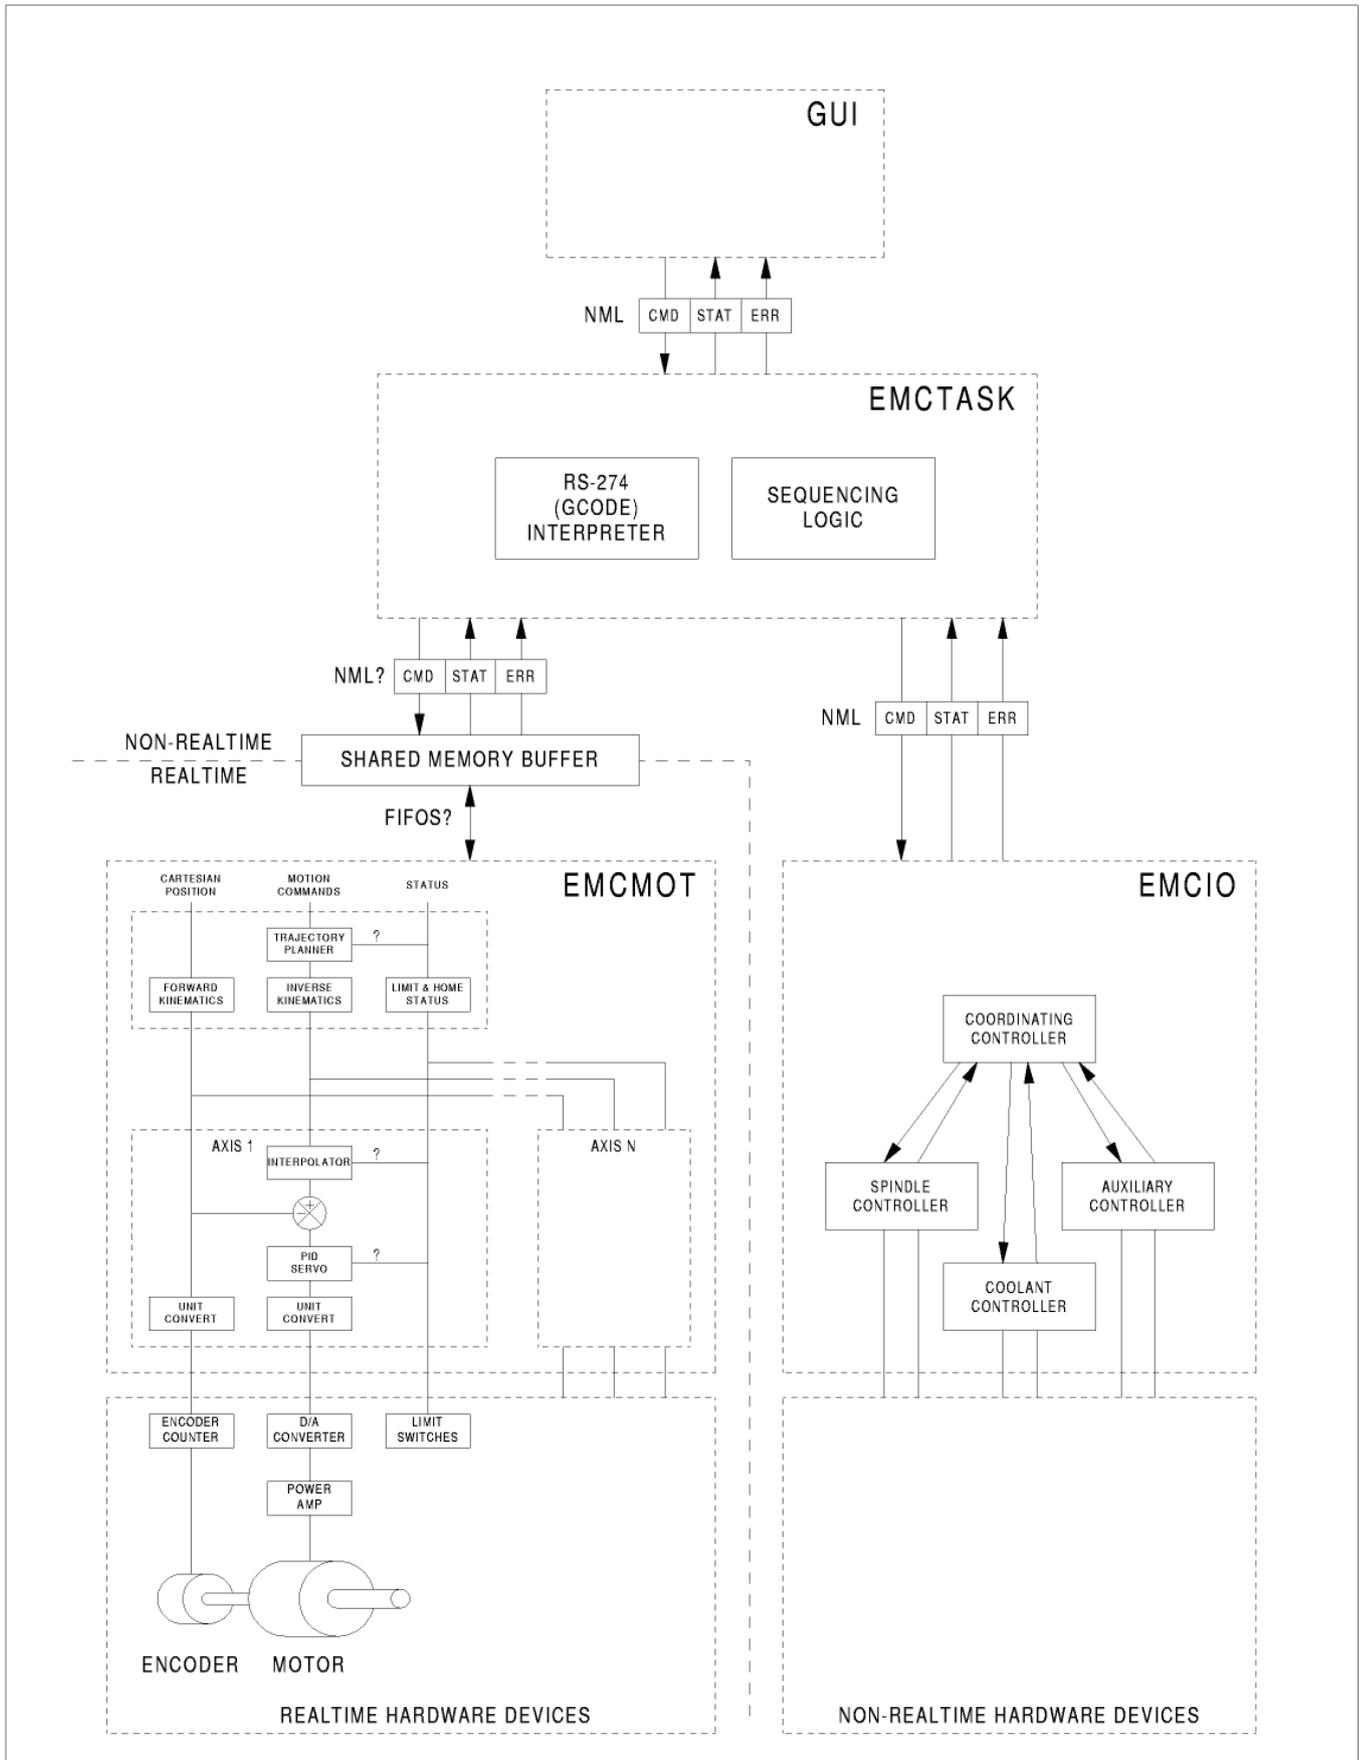 GUI
NML
CMD
STAT
ERR
EMCTASK
RS-274
(GCODE)
INTERPRETER
SEQUENCING
LOGIC
NML?
CMD
STAT
ERR
NML
CMD
STAT
ERR
NON-REALTIME
REALTIME
SHARED MEMORY BUFFER
FIFOS?
EMCMOT
CARTESIAN
POSITION
MOTION
COMMANDS
STATUS
TRAJECTORY
PLANNER
?
FORWARD
KINEMATICS
INVERSE
KINEMATICS
LIMIT & HOME
STATUS
AXIS 1
INTERPOLATOR
?
+
−
PID
SERVO
?
UNIT
CONVERT
UNIT
CONVERT
AXIS N
EMCIO
COORDINATING
CONTROLLER
SPINDLE
CONTROLLER
AUXILIARY
CONTROLLER
COOLANT
CONTROLLER
ENCODER
COUNTER
D/A
CONVERTER
LIMIT
SWITCHES
POWER
AMP
ENCODER
MOTOR
REALTIME HARDWARE DEVICES
NON-REALTIME HARDWARE DEVICES